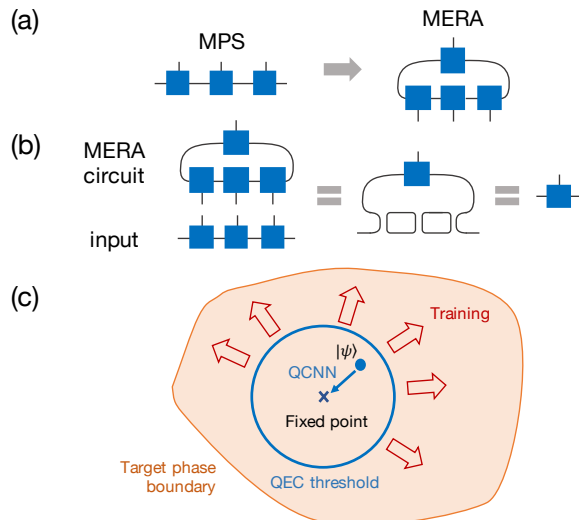 (a)
MPS
MERA
(b)
MERA
circuit
input
(c)
Training
|ψ⟩
QCNN
Fixed point
Target phase
boundary
QEC threshold